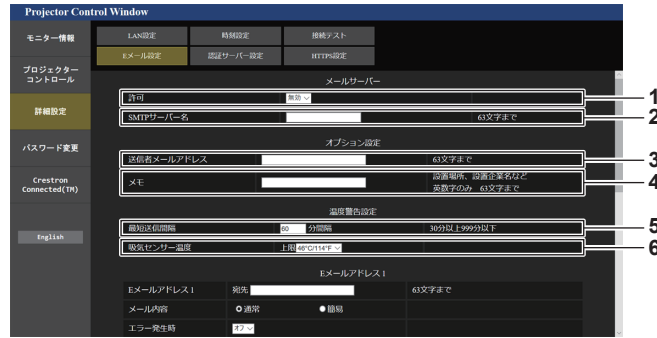 Projector Control Window
モニター情報
プロジェクター
コントロール
詳細設定
パスワード変更
Crestron
Connected(TM)
English
LAN設定 時刻設定 接続テスト
Eメール設定 認証サーバー設定 HTTPS設定
メールサーバー
許可 無効 1
SMTPサーバー名 63文字まで 2
オプション設定
送信者メールアドレス 63文字まで 3
メモ 設置場所、設置企業名など
英数字のみ 63文字まで 4
温度警告設定
最短送信間隔 60 分間隔 30分以上999分以下 5
吸気センサー温度 上限 46°C/114°F 6
Eメールアドレス 1
Eメールアドレス 1 宛先 63文字まで
メール内容 通常 簡易
エラー発生時 オフ